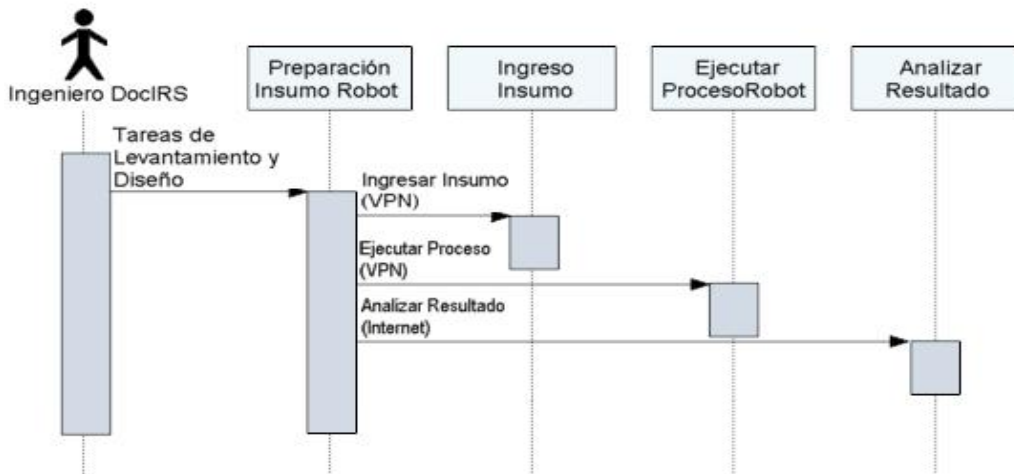 Ingeniero DocIRS
Preparación
Insumo Robot
Ingreso
Insumo
Ejecutar
ProcesoRobot
Analizar
Resultado
Tareas de
Levantamiento y
Diseño
Ingresar Insumo
(VPN)
Ejecutar Proceso
(VPN)
Analizar Resultado
(Internet)